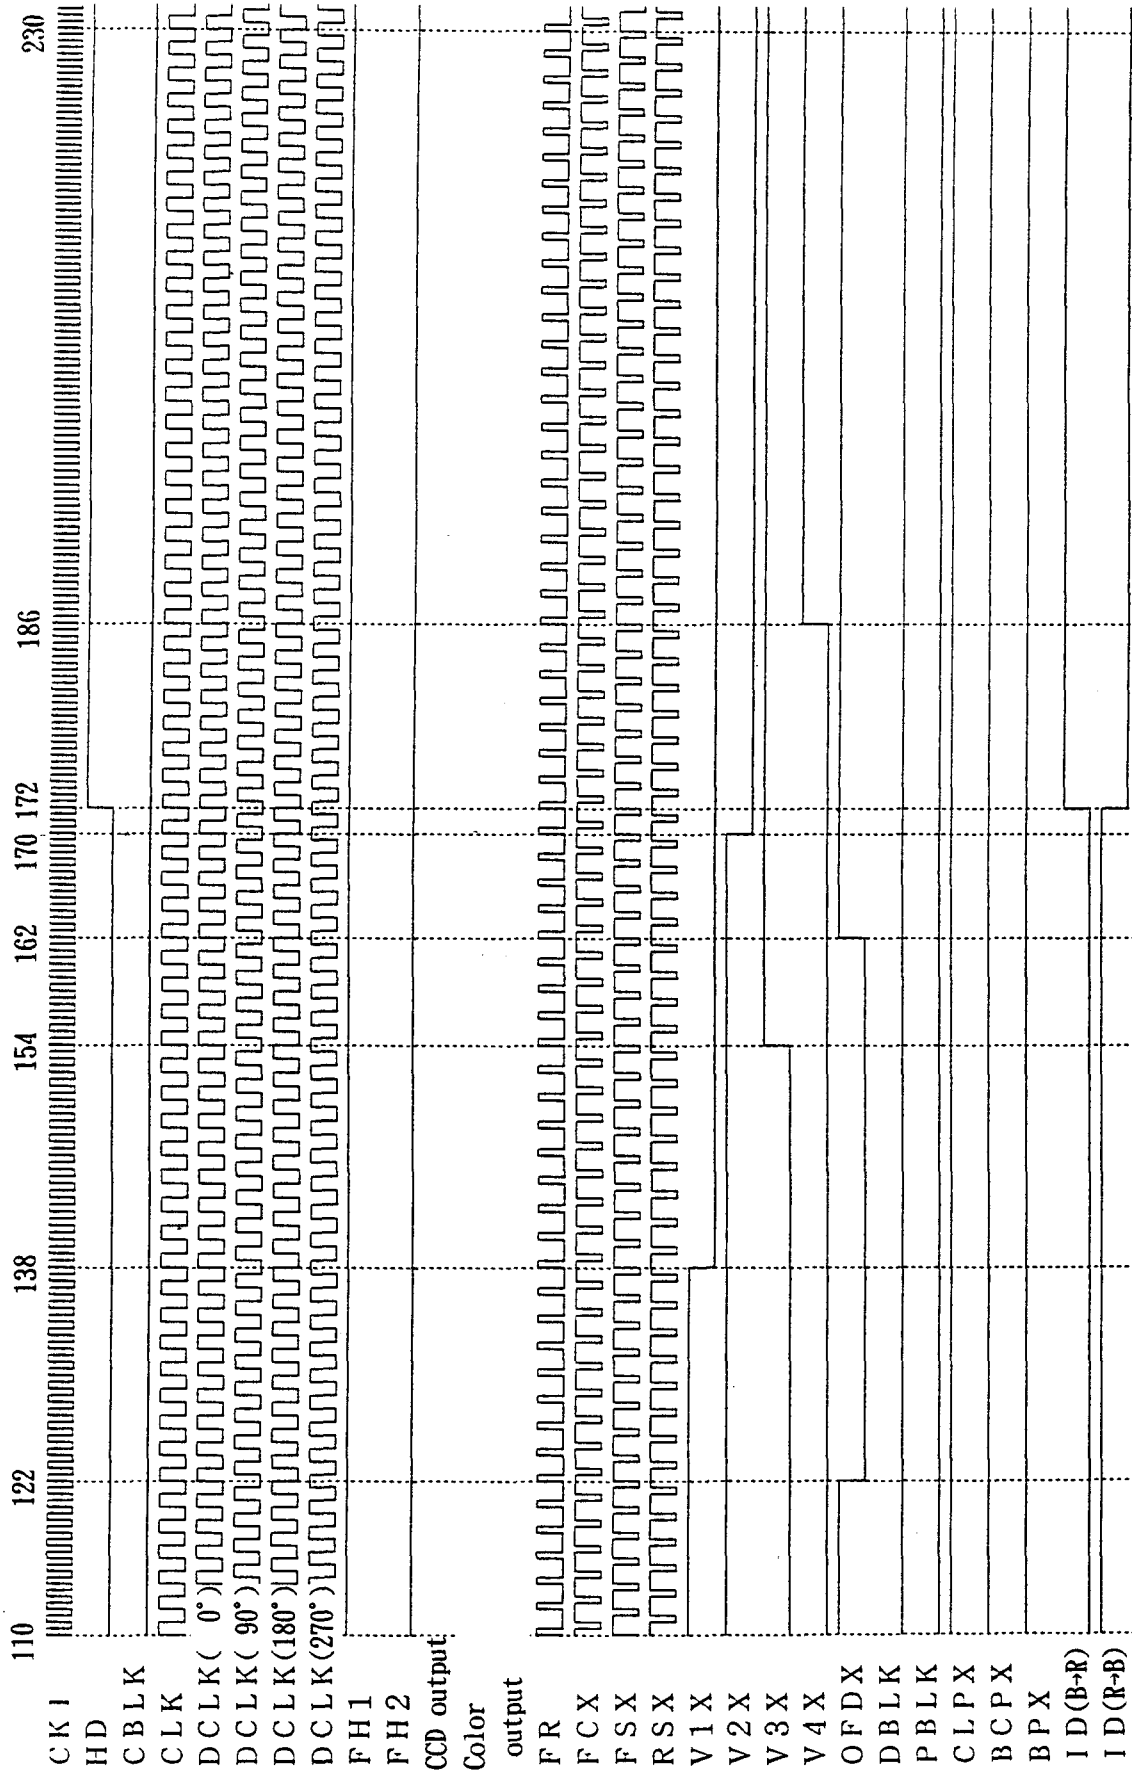 110 122 138 154 162 170 172 186 230
CK1
HD
CBLK
CLK
DCLK( 0°)
DCLK( 90°)
DCLK(180°)
DCLK(270°)
FH1
FH2
CCD output
Color
output
FR
FCX
FSX
RSX
V1X
V2X
V3X
V4X
OFDX
DBLK
PBLK
CLPX
BCPX
BPX
ID(B→R)
ID(R→B)